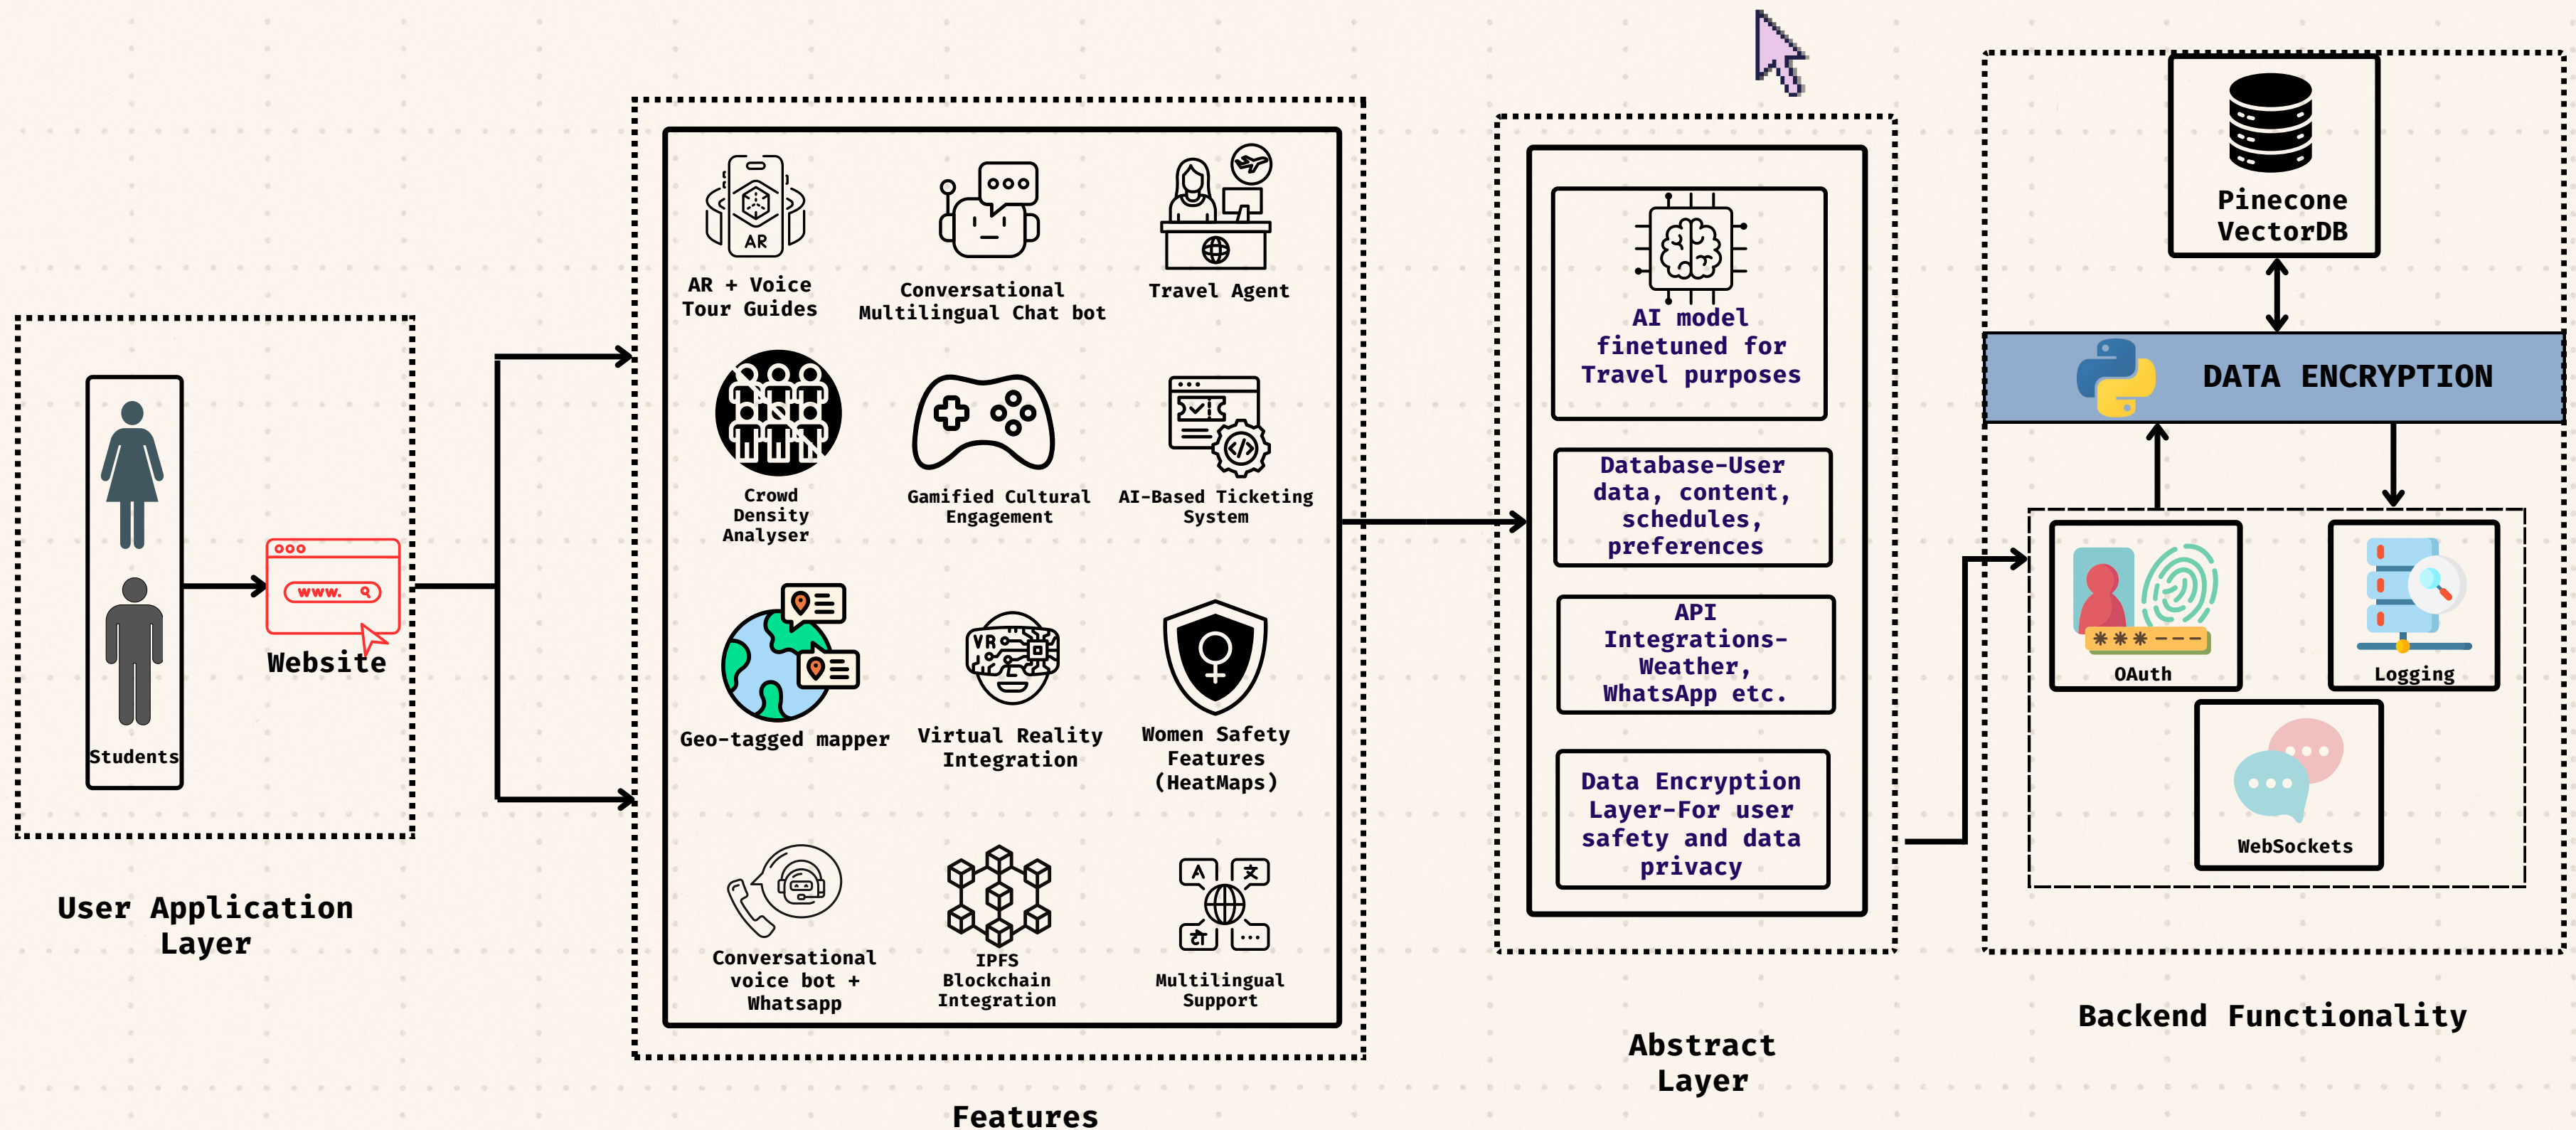 Students
www.
Website
User Application
Layer
AR
AR + Voice
Tour Guides
Conversational
Multilingual Chat bot
Travel Agent
Crowd
Density
Analyser
Gamified Cultural
Engagement
AI-Based Ticketing
System
Geo-tagged mapper
VR
Virtual Reality
Integration
Women Safety
Features
(HeatMaps)
Conversational
voice bot +
Whatsapp
IPFS
Blockchain
Integration
A
文
त
Multilingual
Support
Features
AI model
finetuned for
Travel purposes
Database-User
data, content,
schedules,
preferences
API
Integrations-
Weather,
WhatsApp etc.
Data Encryption
Layer-For user
safety and data
privacy
Abstract
Layer
Pinecone
VectorDB
DATA ENCRYPTION
OAuth
Logging
WebSockets
Backend Functionality